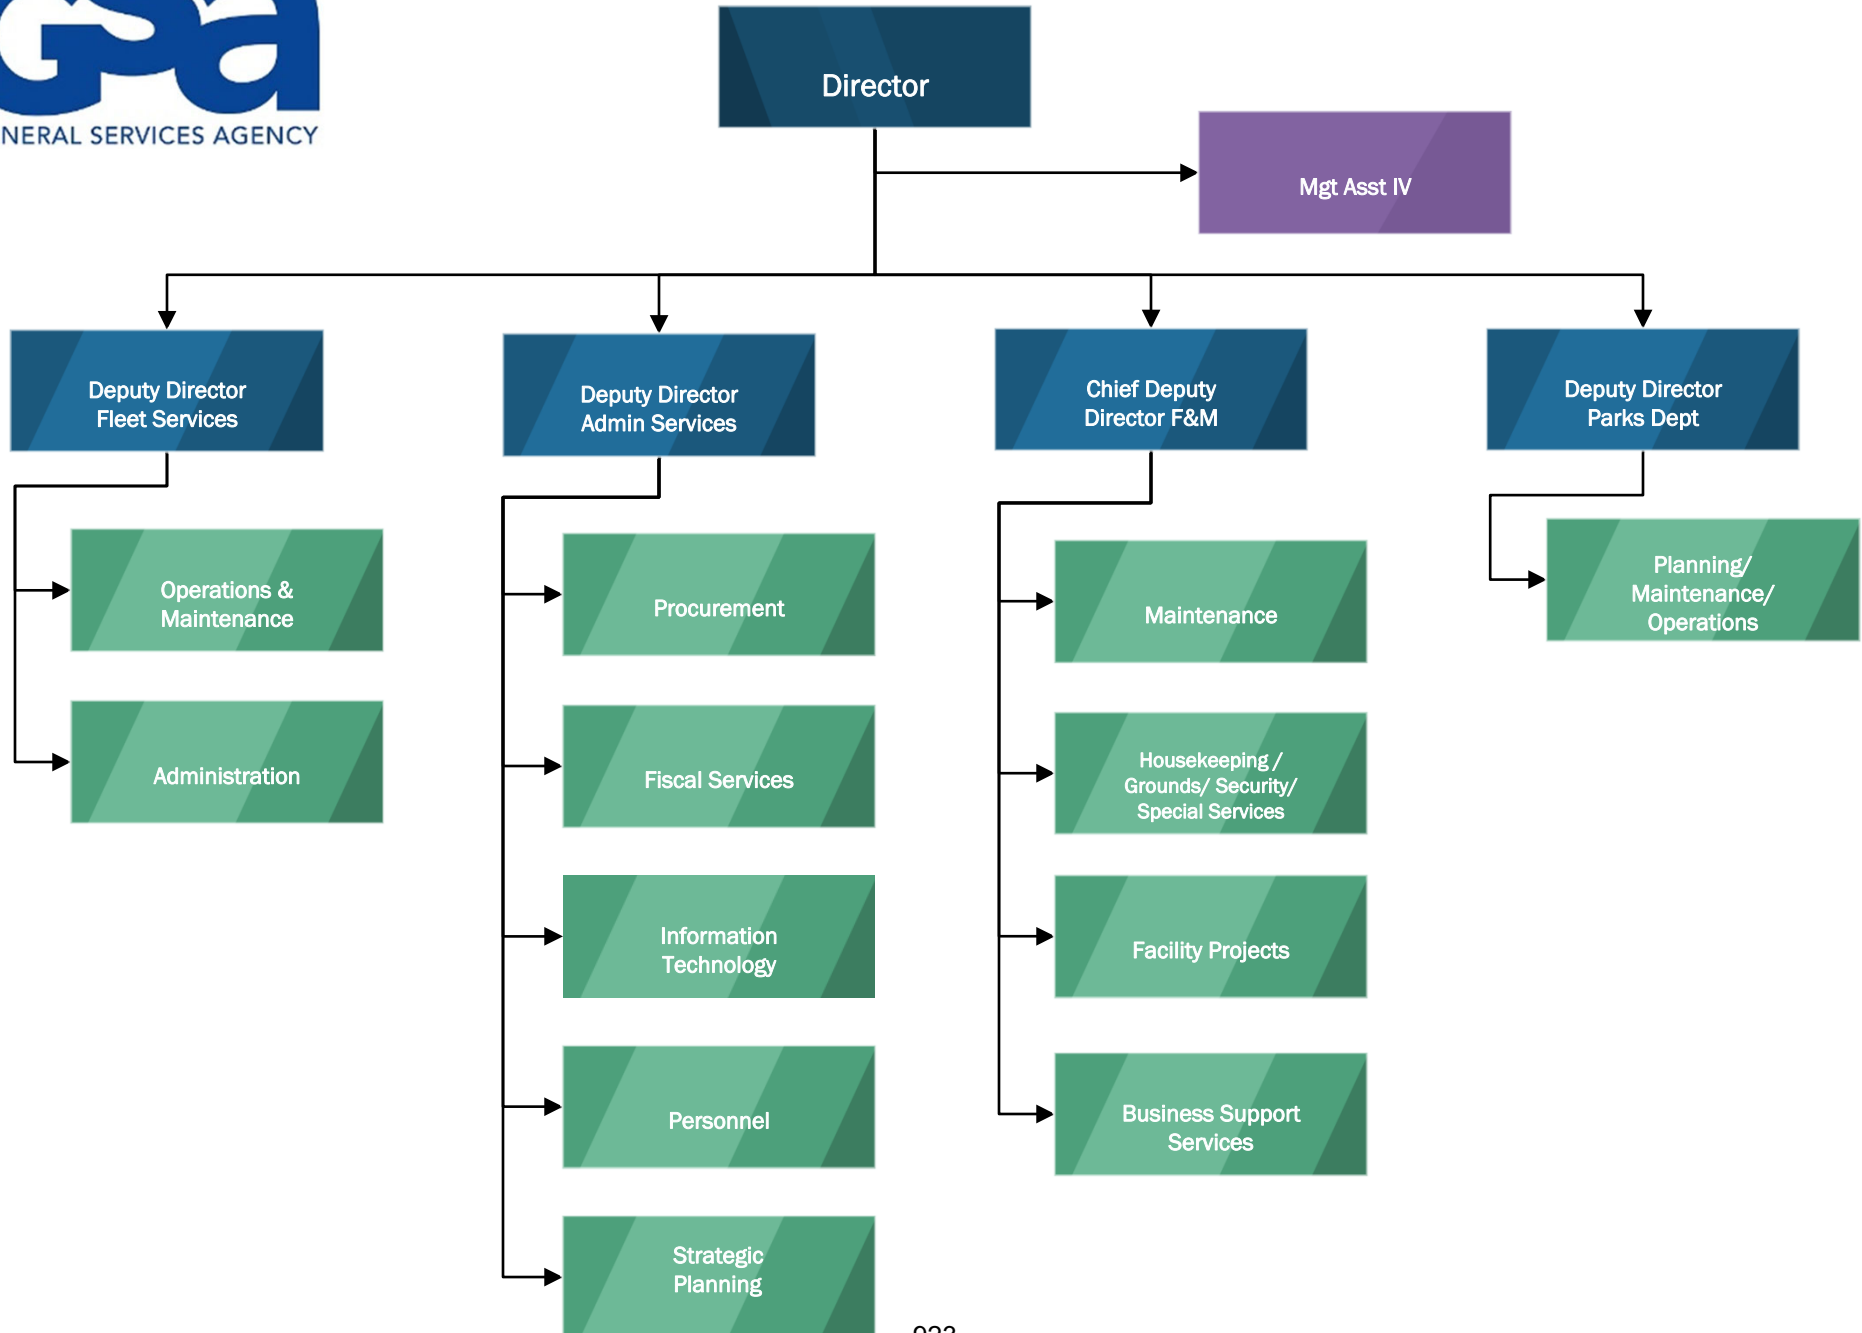 Gsa
NERAL SERVICES AGENCY
Director
Mgt Asst IV
Deputy Director
Fleet Services
Deputy Director
Admin Services
Chief Deputy
Director F&M
Deputy Director
Parks Dept
Operations &
Maintenance
Administration
Procurement
Fiscal Services
Information
Technology
Personnel
Strategic
Planning
Maintenance
Housekeeping /
Grounds/ Security/
Special Services
Facility Projects
Business Support
Services
Planning/
Maintenance/
Operations